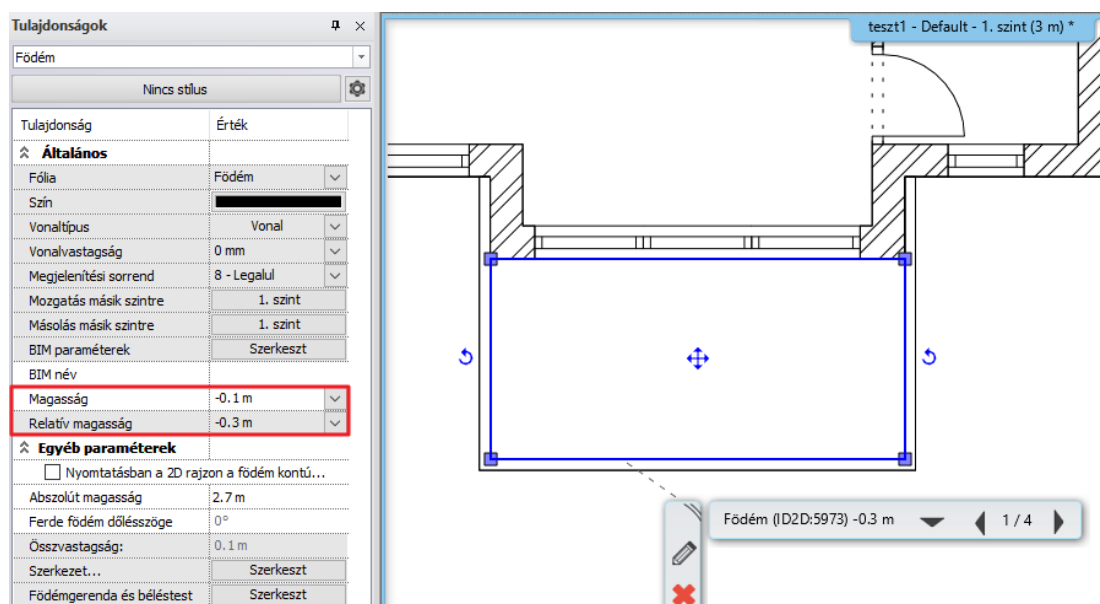 Tulajdonságok
Födém
Nincs stílus
Tulajdonság Érték
Általános
Fólia Födém
Szín
Vonaltípus Vonal
Vonalvastagság 0 mm
Megjelenítési sorrend 8 - Legalul
Mozgatás másik szintre 1. szint
Másolás másik szintre 1. szint
BIM paraméterek Szerkeszt
BIM név
Magasság -0.1 m
Relatív magasság -0.3 m
Egyéb paraméterek
Nyomtatásban a 2D rajzon a födém kontú...
Abszolút magasság 2.7 m
Ferde födém dőlésszöge 0°
Összvastagság: 0.1 m
Szerkezet... Szerkeszt
Födémgerenda és béléstest Szerkeszt
teszt1 - Default - 1. szint (3 m) *
Födém (ID2D:5973) -0.3 m 1 / 4